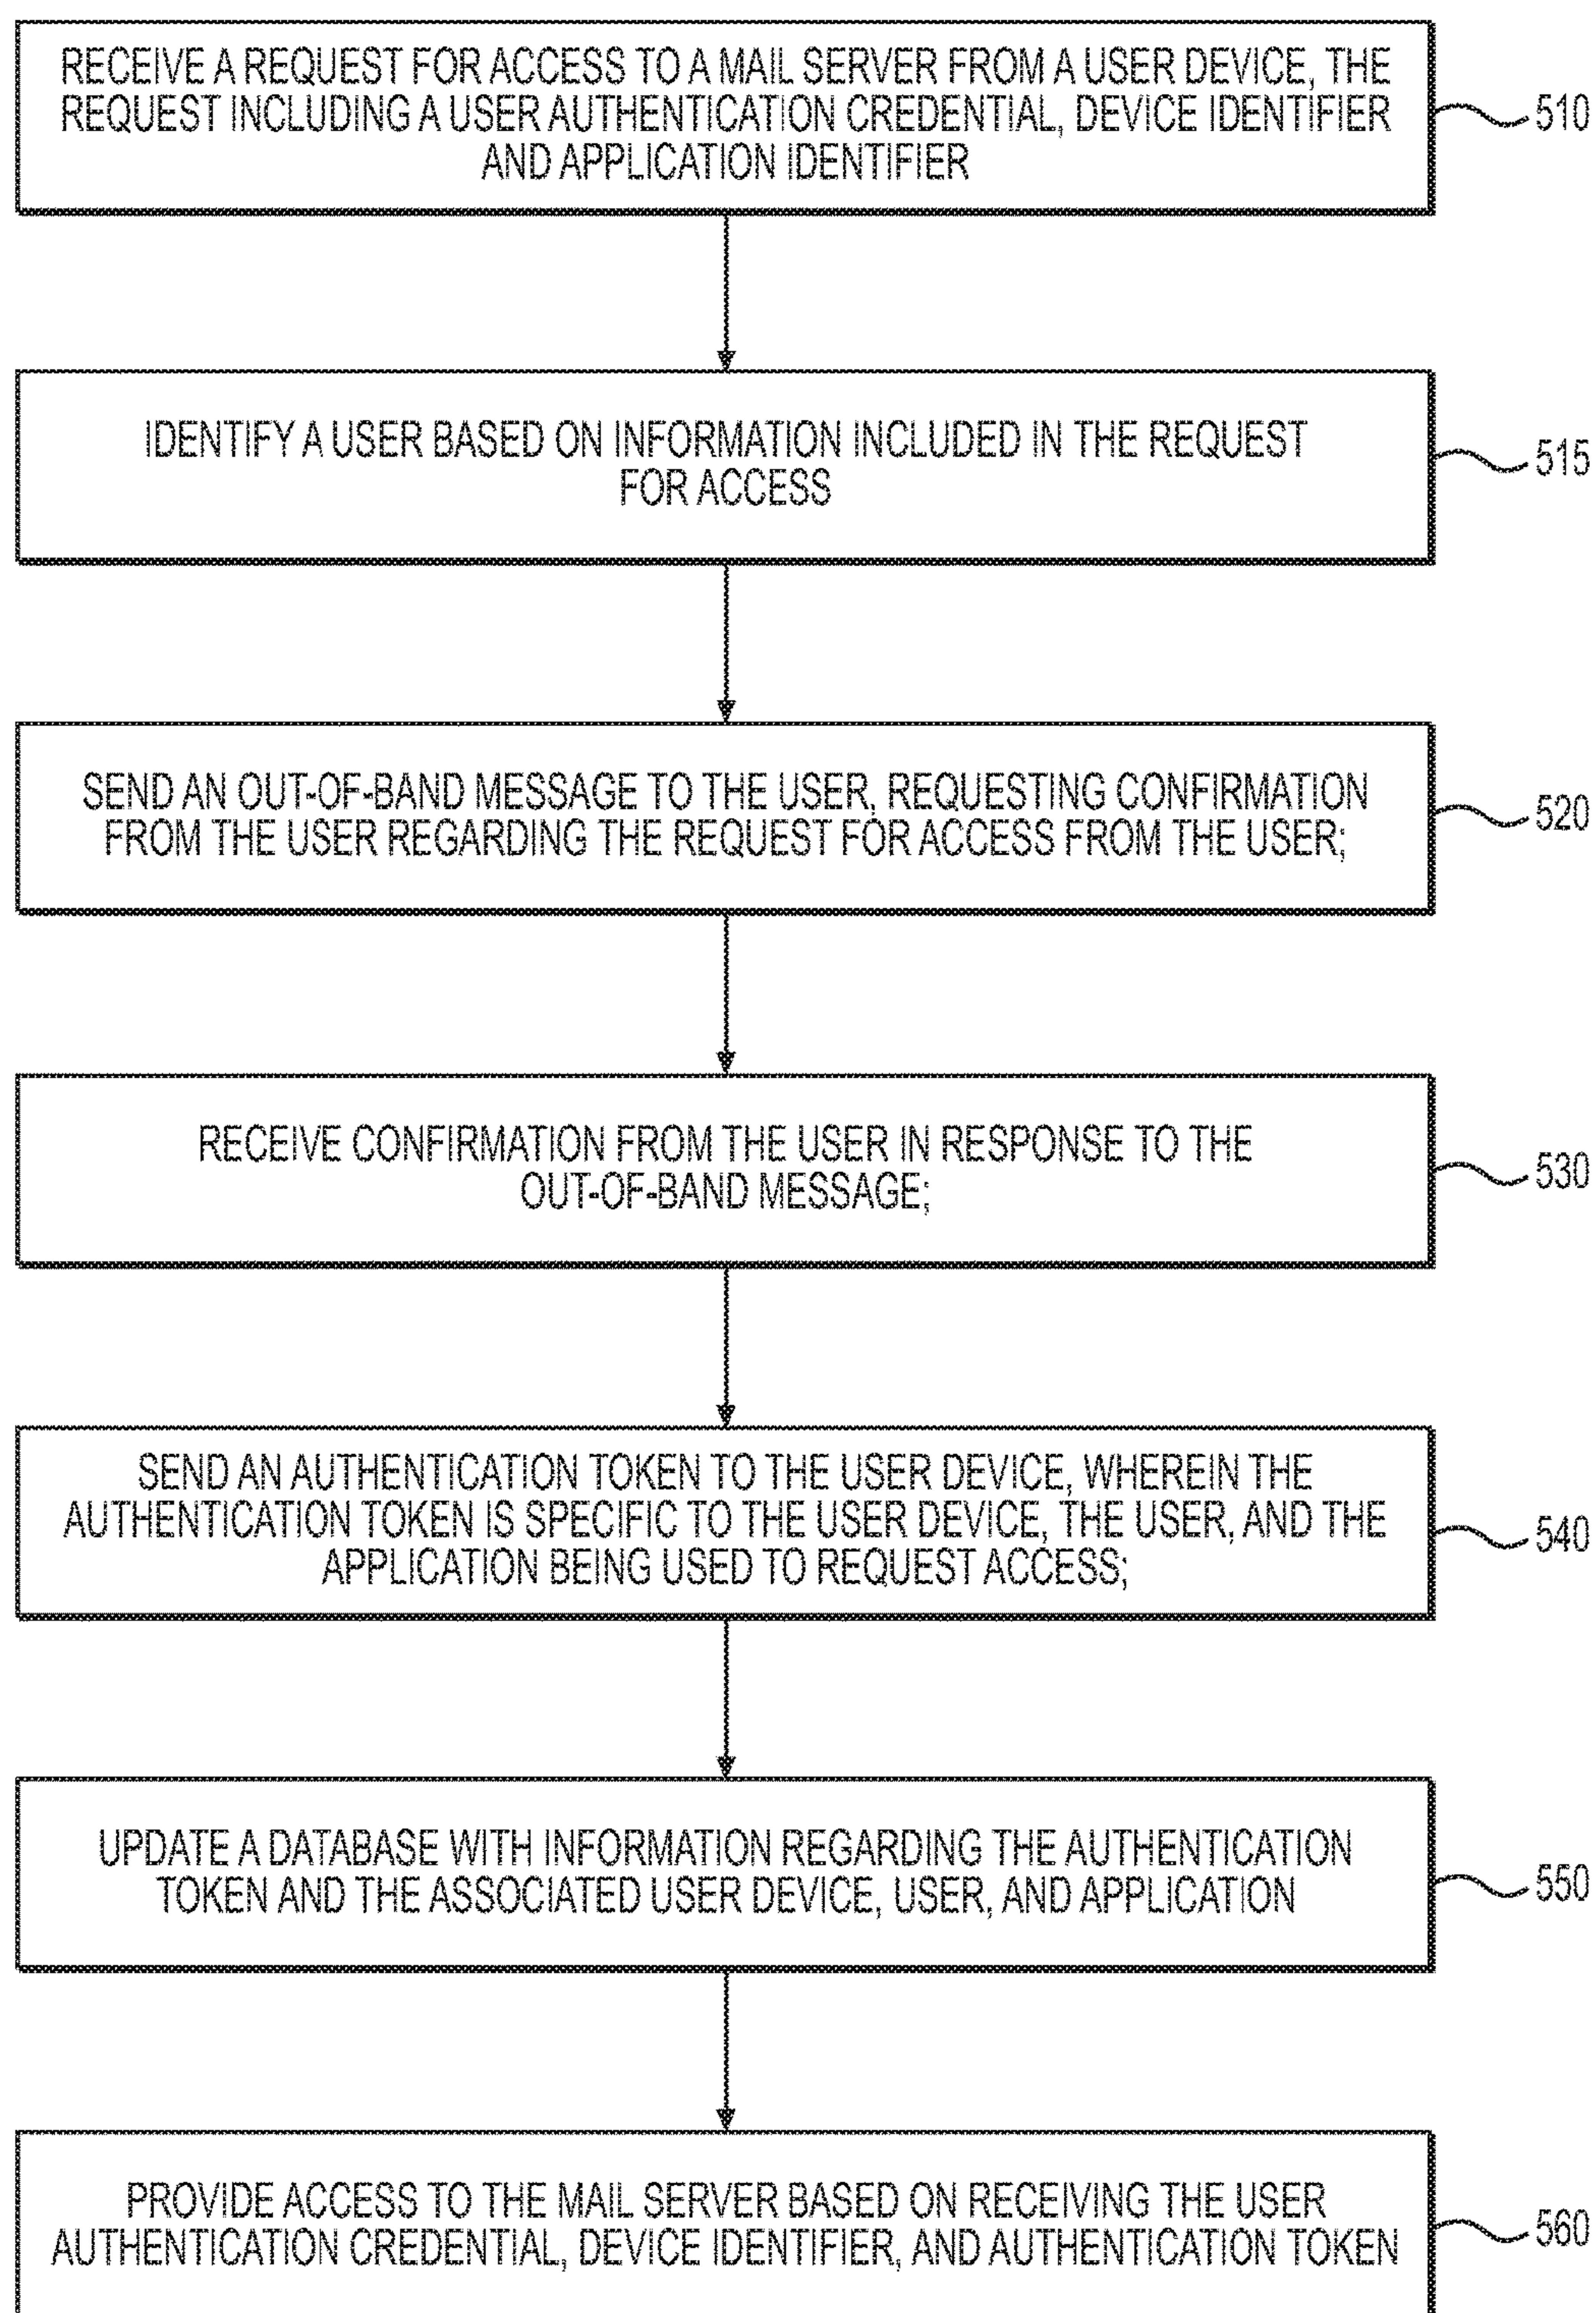 RECEIVE A REQUEST FOR ACCESS TO A MAIL SERVER FROM A USER DEVICE, THE
REQUEST INCLUDING A USER AUTHENTICATION CREDENTIAL, DEVICE IDENTIFIER
AND APPLICATION IDENTIFIER
510
IDENTIFY A USER BASED ON INFORMATION INCLUDED IN THE REQUEST
FOR ACCESS
515
SEND AN OUT-OF-BAND MESSAGE TO THE USER, REQUESTING CONFIRMATION
FROM THE USER REGARDING THE REQUEST FOR ACCESS FROM THE USER;
520
RECEIVE CONFIRMATION FROM THE USER IN RESPONSE TO THE
OUT-OF-BAND MESSAGE;
530
SEND AN AUTHENTICATION TOKEN TO THE USER DEVICE, WHEREIN THE
AUTHENTICATION TOKEN IS SPECIFIC TO THE USER DEVICE, THE USER, AND THE
APPLICATION BEING USED TO REQUEST ACCESS;
540
UPDATE A DATABASE WITH INFORMATION REGARDING THE AUTHENTICATION
TOKEN AND THE ASSOCIATED USER DEVICE, USER, AND APPLICATION
550
PROVIDE ACCESS TO THE MAIL SERVER BASED ON RECEIVING THE USER
AUTHENTICATION CREDENTIAL, DEVICE IDENTIFIER, AND AUTHENTICATION TOKEN
560